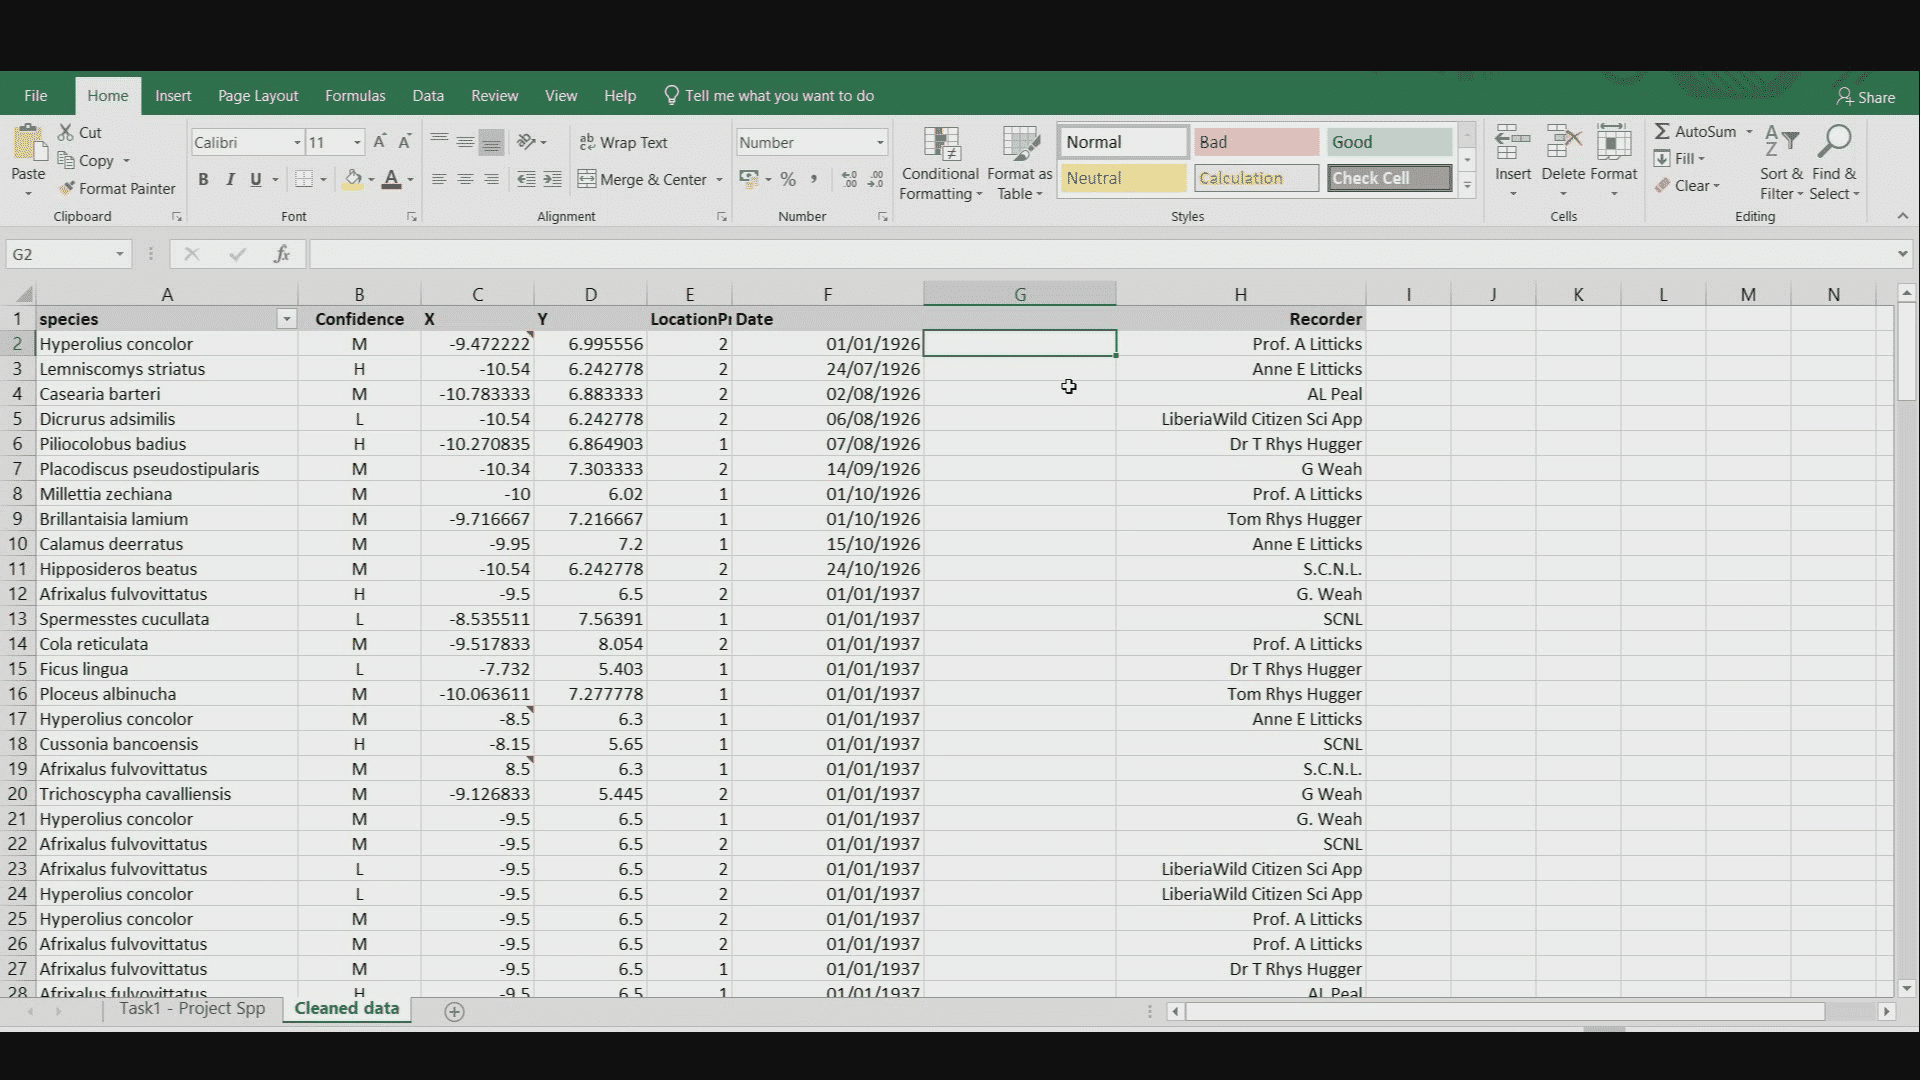 File Home Insert Page Layout Formulas Data Review View Help Tell me what you want to do Share
Paste Cut Copy Format Painter Clipboard
Calibri 11 A A B I U A Font
ab Wrap Text Merge & Center Alignment
Number % , .0 .00 .00 .0 Number
Conditional Formatting Format as Table
Normal Bad Good
Neutral Calculation Check Cell
Styles
Insert Delete Format Cells
AutoSum Fill Clear Sort & Filter Find & Select Editing
G2 fx
A B C D E F G H I J K L M N
1 species Confidence X Y LocationPr Date Recorder
2 Hyperolius concolor M -9.472222 6.995556 2 01/01/1926 Prof. A Litticks
3 Lemniscomys striatus H -10.54 6.242778 2 24/07/1926 Anne E Litticks
4 Casearia barteri M -10.783333 6.883333 2 02/08/1926 AL Peal
5 Dicrurus adsimilis L -10.54 6.242778 2 06/08/1926 LiberiaWild Citizen Sci App
6 Piliocolobus badius H -10.270835 6.864903 1 07/08/1926 Dr T Rhys Hugger
7 Placodiscus pseudostipularis M -10.34 7.303333 2 14/09/1926 G Weah
8 Millettia zechiana M -10 6.02 1 01/10/1926 Prof. A Litticks
9 Brillantaisia lamium M -9.716667 7.216667 1 01/10/1926 Tom Rhys Hugger
10 Calamus deerratus M -9.95 7.2 1 15/10/1926 Anne E Litticks
11 Hipposideros beatus M -10.54 6.242778 2 24/10/1926 S.C.N.L.
12 Afrixalus fulvovittatus H -9.5 6.5 2 01/01/1937 G. Weah
13 Spermesstes cucullata L -8.535511 7.56391 1 01/01/1937 SCNL
14 Cola reticulata M -9.517833 8.054 2 01/01/1937 Prof. A Litticks
15 Ficus lingua L -7.732 5.403 1 01/01/1937 Dr T Rhys Hugger
16 Ploceus albinucha M -10.063611 7.277778 1 01/01/1937 Tom Rhys Hugger
17 Hyperolius concolor M -8.5 6.3 1 01/01/1937 Anne E Litticks
18 Cussonia bancoensis H -8.15 5.65 1 01/01/1937 SCNL
19 Afrixalus fulvovittatus M 8.5 6.3 1 01/01/1937 S.C.N.L.
20 Trichoscypha cavalliensis M -9.126833 5.445 2 01/01/1937 G Weah
21 Hyperolius concolor M -9.5 6.5 1 01/01/1937 G. Weah
22 Afrixalus fulvovittatus M -9.5 6.5 2 01/01/1937 SCNL
23 Afrixalus fulvovittatus L -9.5 6.5 2 01/01/1937 LiberiaWild Citizen Sci App
24 Hyperolius concolor L -9.5 6.5 2 01/01/1937 LiberiaWild Citizen Sci App
25 Hyperolius concolor M -9.5 6.5 2 01/01/1937 Prof. A Litticks
26 Afrixalus fulvovittatus M -9.5 6.5 2 01/01/1937 Prof. A Litticks
27 Afrixalus fulvovittatus M -9.5 6.5 1 01/01/1937 Dr T Rhys Hugger
28 Afrixalus fulvovittatus H -9.5 6.5 1 01/01/1937 AL Peal
Task1 - Project Spp Cleaned data